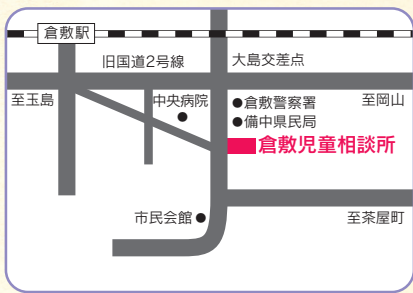 倉敷駅
旧国道2号線
大島交差点
至玉島
中央病院
●倉敷警察署
至岡山
●備中県民局
倉敷児童相談所
市民会館●
至茶屋町